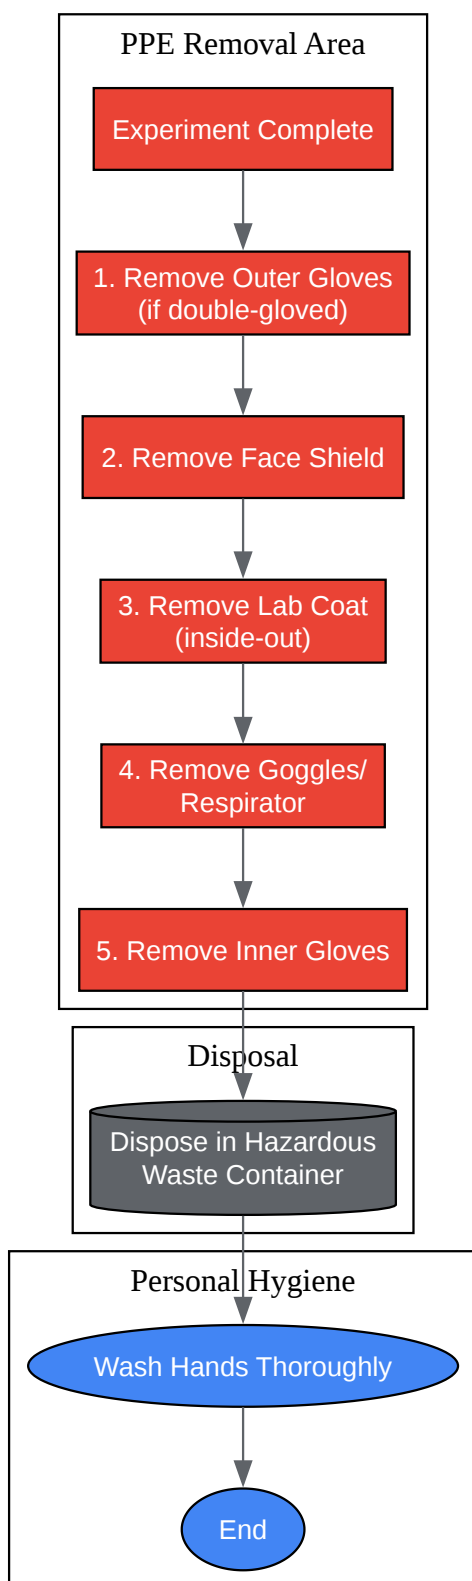 PPE Removal Area
Experiment Complete
1. Remove Outer Gloves
(if double-gloved)
2. Remove Face Shield
3. Remove Lab Coat
(inside-out)
4. Remove Goggles/
Respirator
5. Remove Inner Gloves
Disposal
Dispose in Hazardous
Waste Container
Personal Hygiene
Wash Hands Thoroughly
End